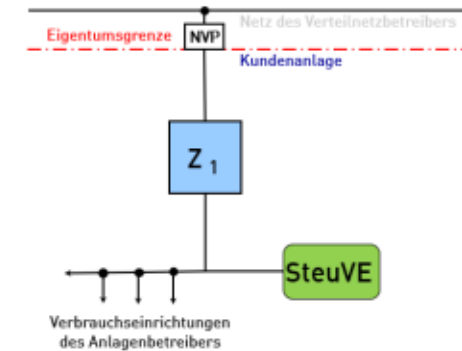 Netz des Verteilnetzbetreibers
Eigentumsgrenze
NVP
Kundenanlage
Z 1
SteuVE
Verbrauchseinrichtungen
des Anlagenbetreibers